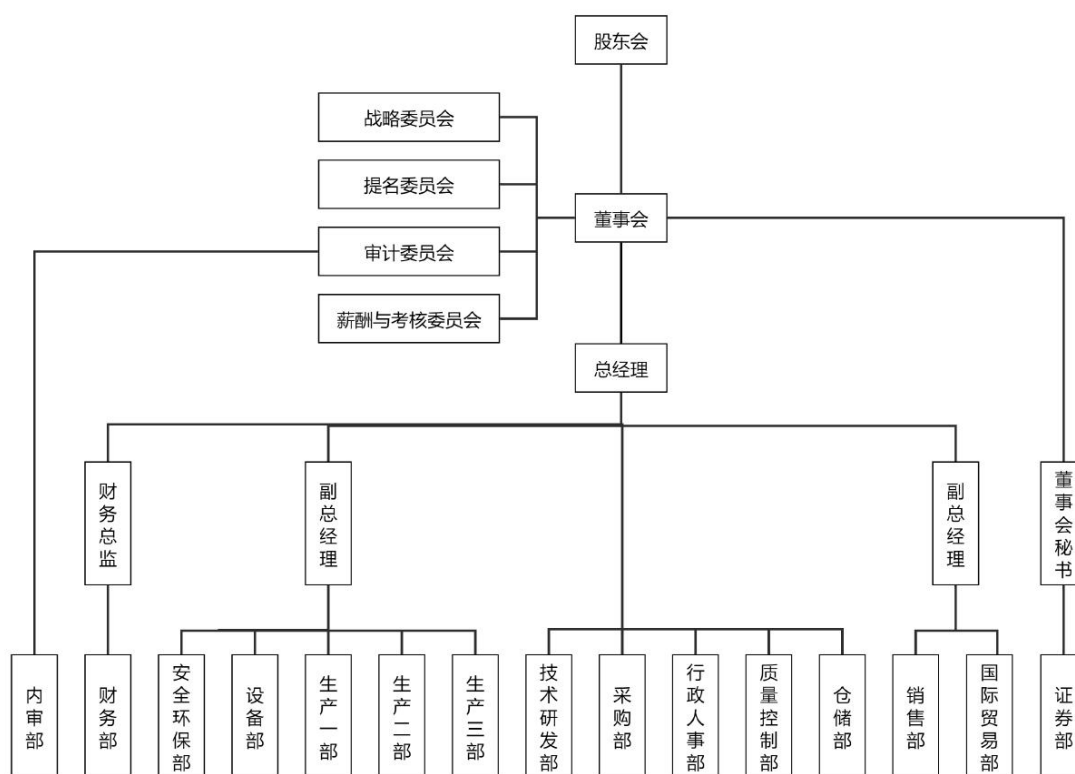 股东会
战略委员会
提名委员会
董事会
审计委员会
薪酬与考核委员会
总经理
财务总监
副总经理
副总经理
董事会秘书
内审部
财务部
安全环保部
设备部
生产一部
生产二部
生产三部
技术研发部
采购部
行政人事部
质量控制部
仓储部
销售部
国际贸易部
证券部